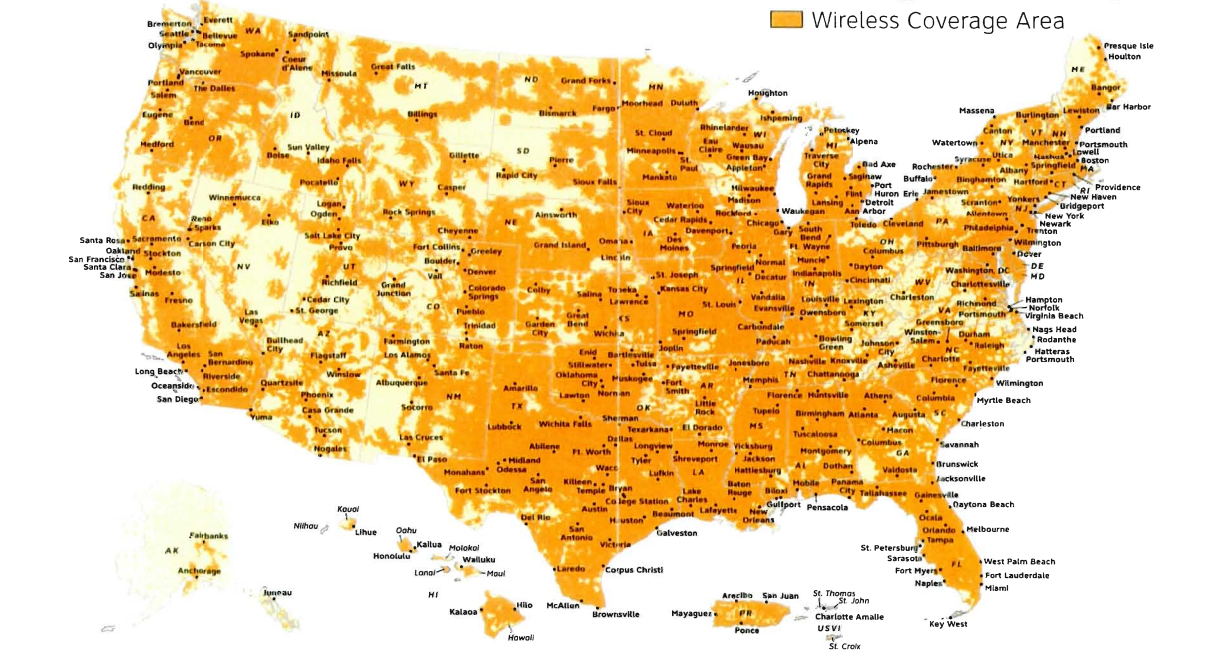 Wireless Coverage Area
Everett
Bremerton
Seattle
Bellevue
WA
Olympia
Tacoma
Spokane
Sandpoint
Coeur
d'Alene
Missoula
Great Falls
MT
ND
Grand Forks
MN
Presque Isle
Houlton
ME
Bangor
Bar Harbor
Vancouver
Portland
The Dalles
Salem
Eugene
Bend
OR
Medford
ID
Boise
Sun Valley
Idaho Falls
Billings
Bismarck
Fargo
Moorhead
Duluth
Houghton
Ishpeming
Massena
Burlington
Lewiston
Canton
VT
NH
Portland
Watertown
NY
Manchester
Portsmouth
Utica
Nashua
Lowell
Syracuse
Boston
Rochester
Albany
Springfield
MA
Buffalo
Binghamton
Hartford
CT
RI
Providence
New Haven
Bridgeport
Gillette
SD
Rapid City
Pierre
Sioux Falls
St. Cloud
Minneapolis
St.
Paul
Mankato
Rhinelander
WI
Eau
Claire
Wausau
Green Bay
Appleton
Petoskey
Alpena
MI
Traverse
City
Bad Axe
Grand
Rapids
Saginaw
Port
Huron
Flint
Lansing
Detroit
Ann Arbor
Erie
Jamestown
Scranton
Yonkers
Allentown
NJ
New York
Newark
Trenton
Philadelphia
Wilmington
Dover
DE
MD
Redding
Winnemucca
Pocatello
WY
Casper
CA
Reno
Sparks
Elko
Logan
Ogden
Rock Springs
NE
Ainsworth
Sioux
City
Waterloo
Milwaukee
Madison
Waukegan
Rockford
Cedar Rapids
Davenport
Chicago
Gary
South
Bend
Toledo
Cleveland
PA
Santa Rosa
Sacramento
Carson City
Salt Lake City
Provo
Cheyenne
Fort Collins
Greeley
Boulder
Vail
Denver
Grand Island
Omaha
Lincoln
IA
Des
Moines
Peoria
Ft. Wayne
OH
Columbus
Pittsburgh
Baltimore
Oakland
Stockton
San Francisco
Santa Clara
San Jose
Modesto
NV
UT
Richfield
Grand
Junction
CO
Colorado
Springs
Colby
Salina
Topeka
Lawrence
St. Joseph
Kansas City
Springfield
IL
Normal
Decatur
Muncie
Indianapolis
IN
Dayton
Cincinnati
WV
Washington, DC
Charlottesville
Salinas
Fresno
Cedar City
St. George
Las
Vegas
Pueblo
Trinidad
Raton
Garden
City
Great
Bend
KS
Wichita
MO
St. Louis
Vandalia
Evansville
Louisville
Lexington
Owensboro
KY
Somerset
Charleston
VA
Richmond
Portsmouth
Hampton
Norfolk
Virginia Beach
Bakersfield
Los
Angeles
San
Bernardino
Bullhead
City
AZ
Flagstaff
Winslow
Farmington
Los Alamos
Santa Fe
Springfield
Joplin
Carbondale
Paducah
Bowling
Green
Johnson
City
Greensboro
Winston-
Salem
Durham
Raleigh
Nags Head
Rodanthe
Hatteras
Portsmouth
Long Beach
Riverside
Oceanside
Escondido
San Diego
Quartzsite
Phoenix
Yuma
Casa Grande
Tucson
Nogales
Albuquerque
Socorro
NM
Las Cruces
El Paso
Amarillo
TX
Lubbock
Enid
Stillwater
Bartlesville
Tulsa
Oklahoma
City
Muskogee
Norman
Lawton
OK
Fayetteville
Fort
Smith
AR
Little
Rock
Jonesboro
Memphis
Nashville
Knoxville
TN
Chattanooga
Asheville
NC
Charlotte
Fayetteville
Wilmington
Florence
Columbia
SC
Myrtle Beach
Charleston
Wichita Falls
Sherman
Texarkana
El Dorado
Tupelo
MS
Florence
Huntsville
Birmingham
Atlanta
Athens
Augusta
Tuscaloosa
Macon
Columbus
GA
Savannah
Monahans
Midland
Odessa
Abilene
Ft. Worth
Dallas
Longview
Tyler
Shreveport
Monroe
Vicksburg
Jackson
Hattiesburg
Montgomery
AL
Dothan
Valdosta
Brunswick
Jacksonville
Fort Stockton
San
Angelo
Killeen
Temple
Waco
Bryan
College Station
Lufkin
LA
Lake
Charles
Baton
Rouge
Lafayette
New
Orleans
Biloxi
Gulfport
Mobile
Pensacola
Panama
City
Tallahassee
Gainesville
Daytona Beach
Del Rio
Austin
San
Antonio
Houston
Beaumont
Galveston
Victoria
Corpus Christi
Laredo
McAllen
Brownsville
Ocala
Orlando
Tampa
Melbourne
St. Petersburg
Sarasota
FL
West Palm Beach
Fort Myers
Fort Lauderdale
Naples
Miami
Key West
AK
Fairbanks
Anchorage
Juneau
Niihau
Kauai
Lihue
Oahu
Kailua
Honolulu
Molokai
Wailuku
Lanai
Maui
HI
Kalaoa
Hilo
Hawaii
Arecibo
San Juan
Mayaguez
PR
Ponce
St. Thomas
St. John
Charlotte Amalie
USVI
St. Croix